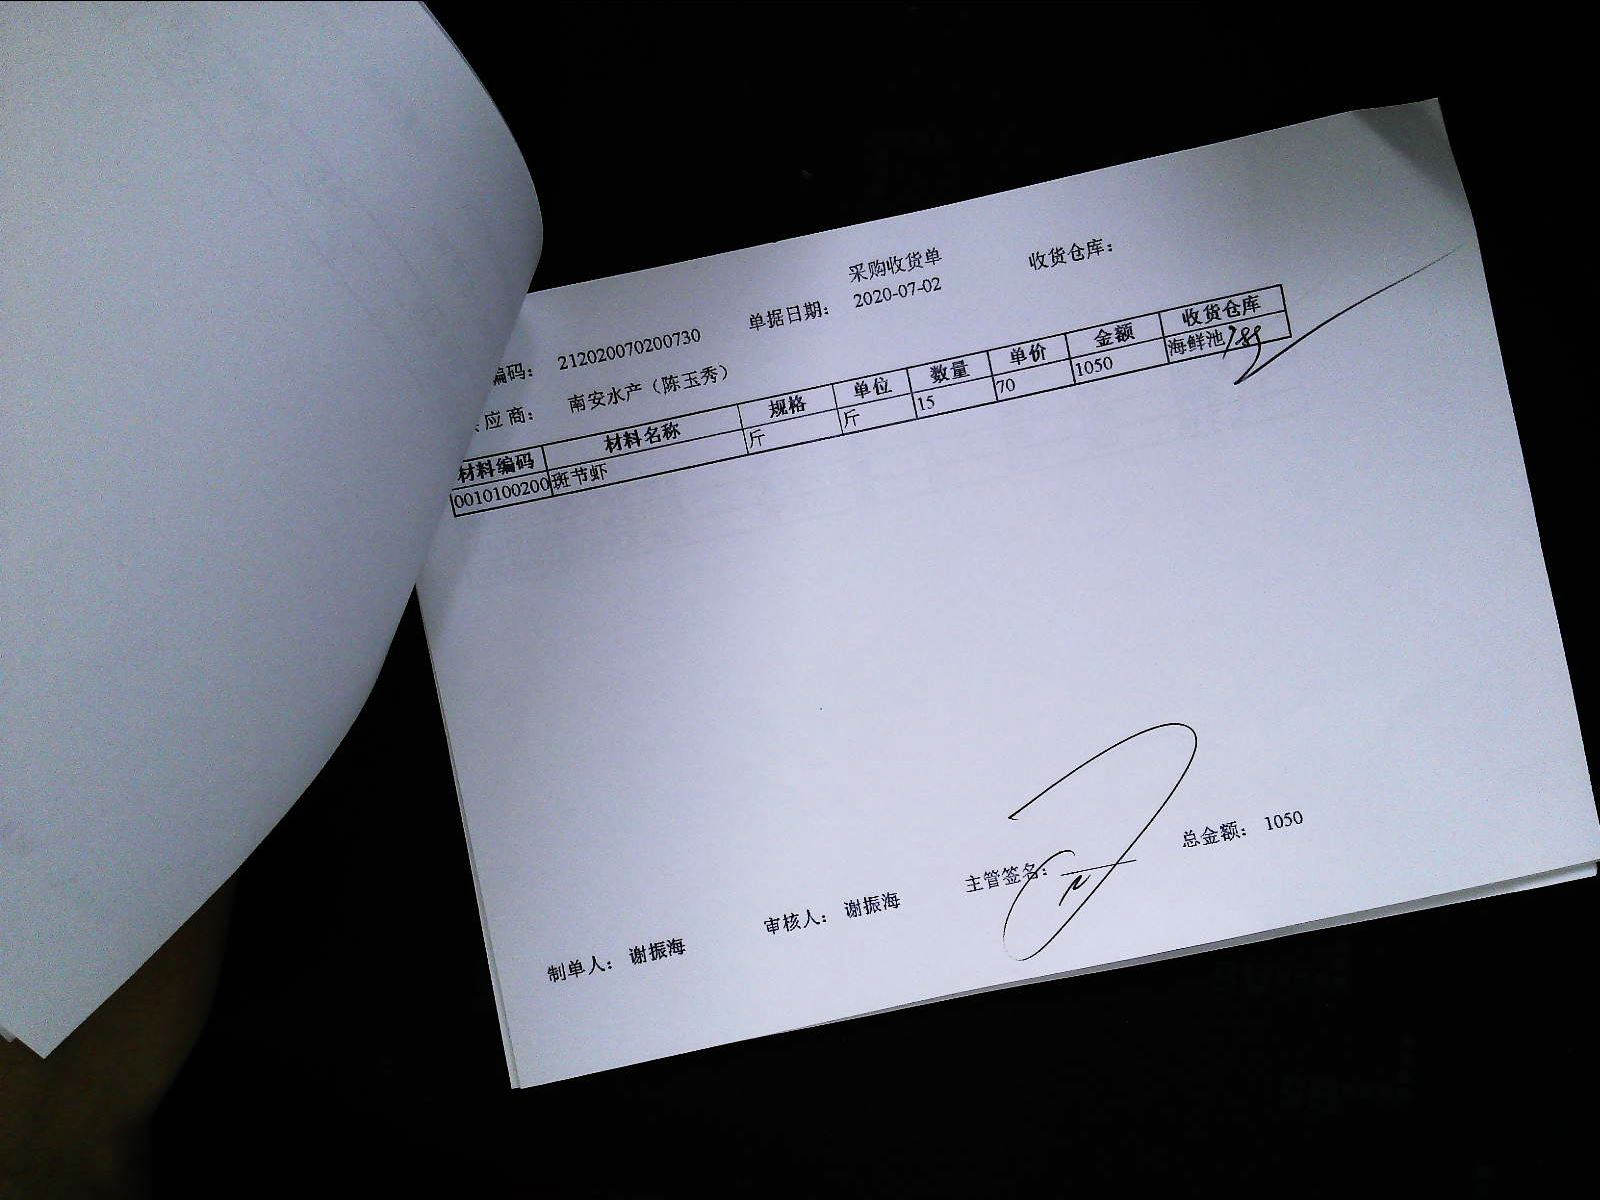 采购收货单
编码: 212020070200730 单据日期: 2020-07-02 收货仓库:
应商: 南安水产（陈玉秀）
材料编码 材料名称 规格 单位 数量 单价 金额 收货仓库
0010100200 斑节虾 斤 斤 15 70 1050 海鲜池
制单人: 谢振海 审核人: 谢振海 主管签名: 总金额: 1050